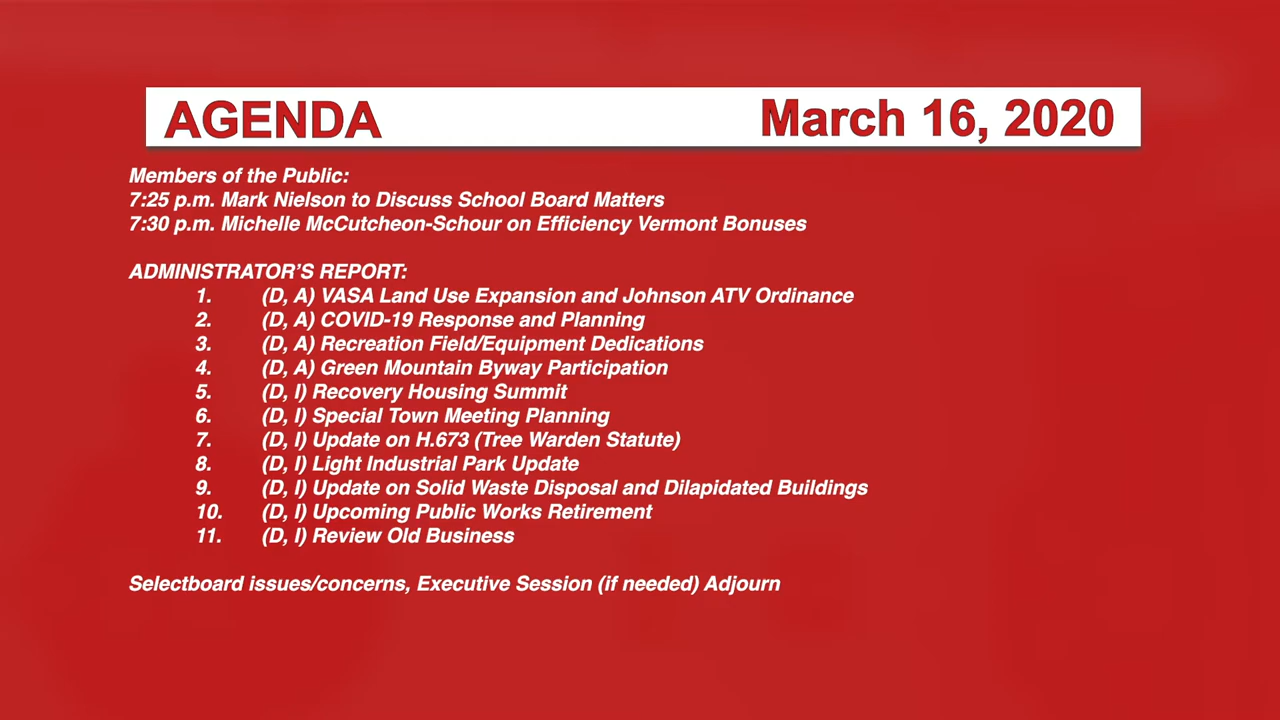 AGENDA March 16, 2020
Members of the Public:
7:25 p.m. Mark Nielson to Discuss School Board Matters
7:30 p.m. Michelle McCutcheon-Schour on Efficiency Vermont Bonuses
ADMINISTRATOR'S REPORT:
1. (D, A) VASA Land Use Expansion and Johnson ATV Ordinance
2. (D, A) COVID-19 Response and Planning
3. (D, A) Recreation Field/Equipment Dedications
4. (D, A) Green Mountain Byway Participation
5. (D, I) Recovery Housing Summit
6. (D, I) Special Town Meeting Planning
7. (D, I) Update on H.673 (Tree Warden Statute)
8. (D, I) Light Industrial Park Update
9. (D, I) Update on Solid Waste Disposal and Dilapidated Buildings
10. (D, I) Upcoming Public Works Retirement
11. (D, I) Review Old Business
Selectboard issues/concerns, Executive Session (if needed) Adjourn